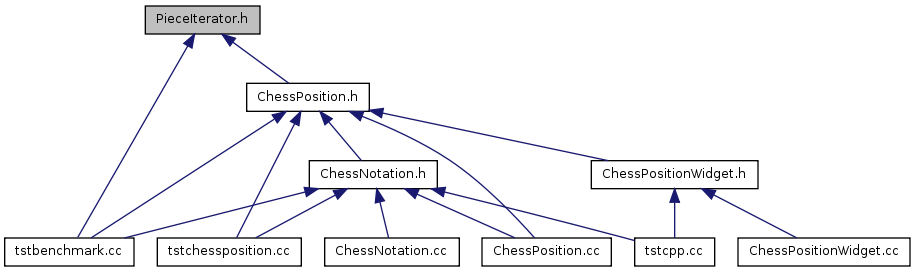 PieceIterator.h
ChessPosition.h
ChessNotation.h
ChessPositionWidget.h
tstbenchmark.cc
tstchessposition.cc
ChessNotation.cc
ChessPosition.cc
tstcpp.cc
ChessPositionWidget.cc